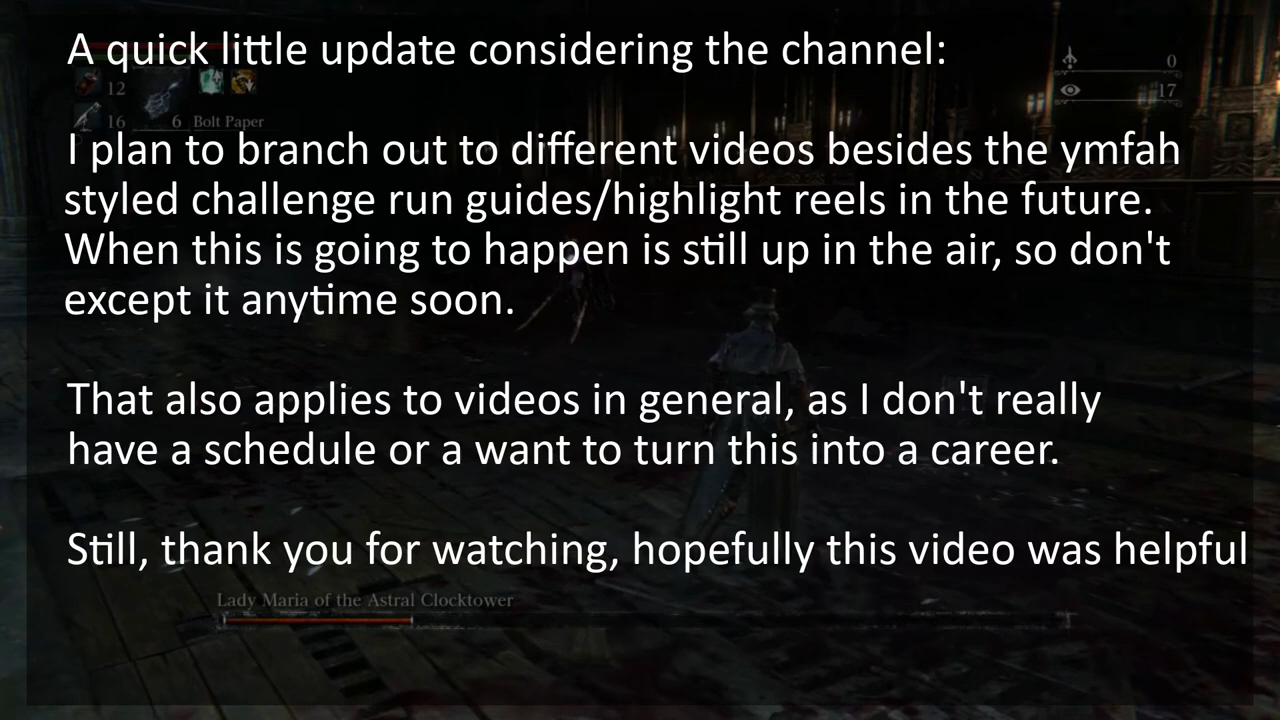 A quick little update considering the channel:
0
12
17
16
6 Bolt Paper
I plan to branch out to different videos besides the ymfah
styled challenge run guides/highlight reels in the future.
When this is going to happen is still up in the air, so don't
except it anytime soon.
That also applies to videos in general, as I don't really
have a schedule or a want to turn this into a career.
Still, thank you for watching, hopefully this video was helpful
Lady Maria of the Astral Clocktower